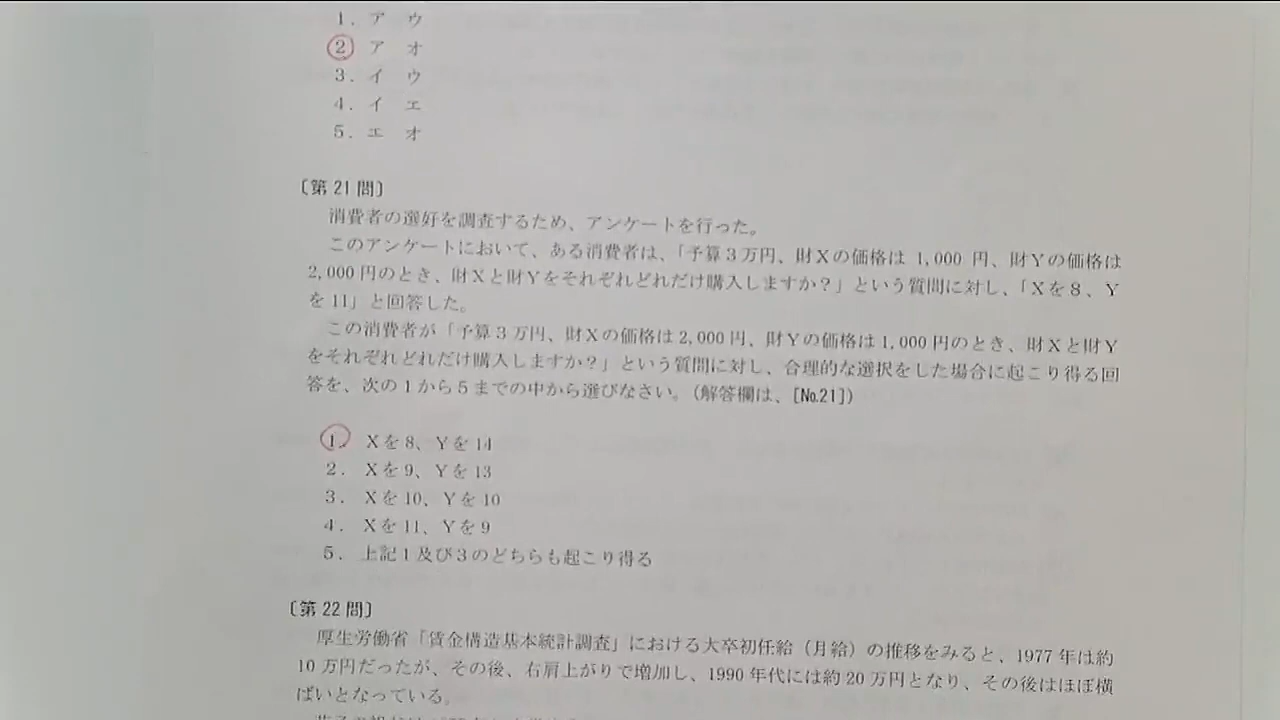 1. ア ウ
2 ア オ
3. イ ウ
4. イ エ
5. エ オ
〔第 21 問〕
消費者の選好を調査するため、アンケートを行った。
このアンケートにおいて、ある消費者は、「予算3万円、財Xの価格は 1,000 円、財Yの価格は
2,000 円のとき、財Xと財Yをそれぞれどれだけ購入しますか？」という質問に対し、「Xを8、Y
を 11」と回答した。
この消費者が「予算3万円、財Xの価格は 2,000 円、財Yの価格は 1,000 円のとき、財Xと財Y
をそれぞれどれだけ購入しますか？」という質問に対し、合理的な選択をした場合に起こり得る回
答を、次の1から5までの中から選びなさい。（解答欄は、[№21]）
1. Xを 8、Yを 14
2. Xを 9、Yを 13
3. Xを 10、Yを 10
4. Xを 11、Yを 9
5. 上記1及び3のどちらも起こり得る
〔第 22 問〕
厚生労働省「賃金構造基本統計調査」における大卒初任給（月給）の推移をみると、1977 年は約
10 万円だったが、その後、右肩上がりで増加し、1990 年代には約 20 万円となり、その後はほぼ横
ばいとなっている。